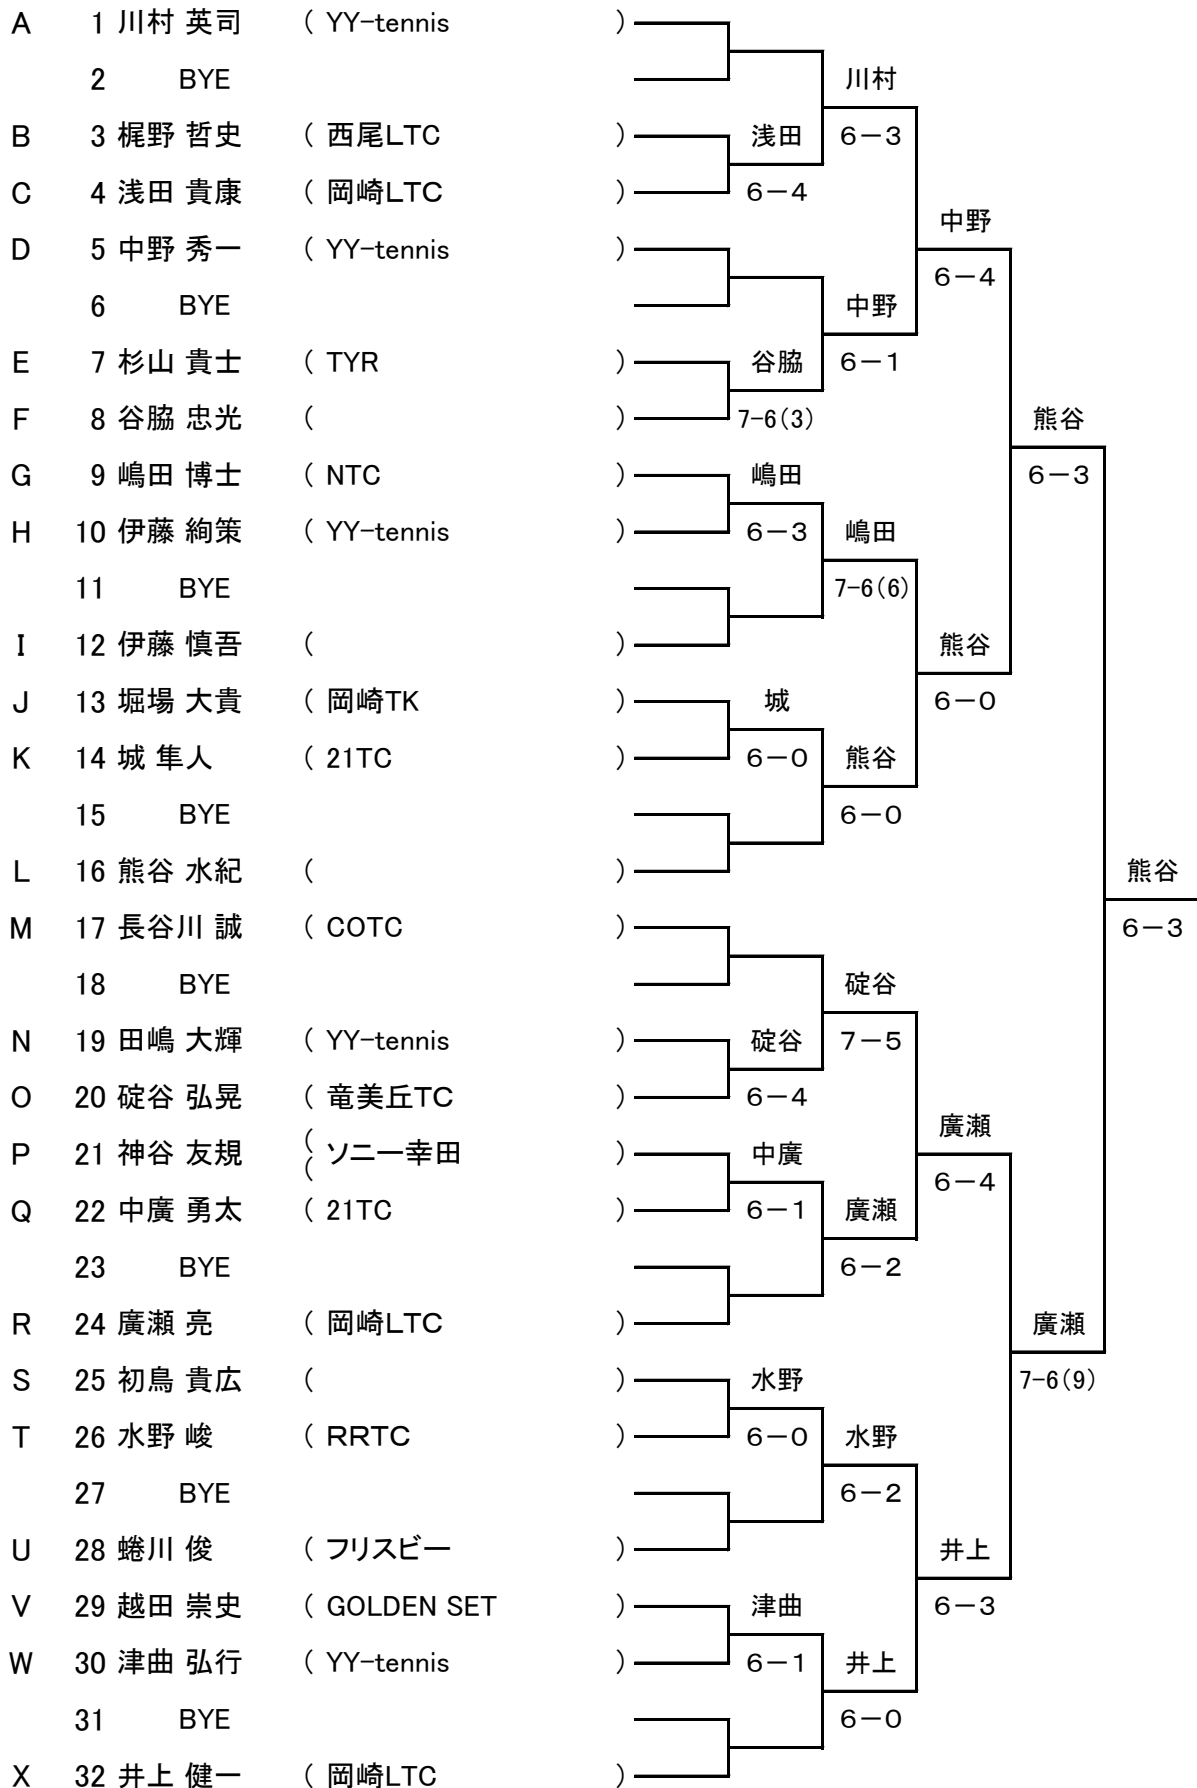 A 1 川村 英司 ( YY-tennis )
2 BYE 川村
B 3 梶野 哲史 ( 西尾LTC ) 浅田 6-3
C 4 浅田 貴康 ( 岡崎LTC ) 6-4
中野
D 5 中野 秀一 ( YY-tennis )
6-4
6 BYE 中野
E 7 杉山 貴士 ( TYR ) 谷脇 6-1
F 8 谷脇 忠光 ( ) 7-6(3) 熊谷
G 9 嶋田 博士 ( NTC ) 嶋田 6-3
H 10 伊藤 絢策 ( YY-tennis ) 6-3 嶋田
11 BYE 7-6(6)
I 12 伊藤 慎吾 ( ) 熊谷
J 13 堀場 大貴 ( 岡崎TK ) 城 6-0
K 14 城 隼人 ( 21TC ) 6-0 熊谷
15 BYE 6-0
L 16 熊谷 水紀 ( ) 熊谷
M 17 長谷川 誠 ( COTC ) 6-3
18 BYE 碇谷
N 19 田嶋 大輝 ( YY-tennis ) 碇谷 7-5
O 20 碇谷 弘晃 ( 竜美丘TC ) 6-4
廣瀬
P 21 神谷 友規 ( ( ソニー幸田 ) 中廣
6-4
Q 22 中廣 勇太 ( 21TC ) 6-1 廣瀬
23 BYE 6-2
R 24 廣瀬 亮 ( 岡崎LTC ) 廣瀬
S 25 初鳥 貴広 ( ) 水野 7-6(9)
T 26 水野 峻 ( RRTC ) 6-0 水野
27 BYE 6-2
U 28 蜷川 俊 ( フリスビー ) 井上
V 29 越田 崇史 ( GOLDEN SET ) 津曲 6-3
W 30 津曲 弘行 ( YY-tennis ) 6-1 井上
31 BYE 6-0
X 32 井上 健一 ( 岡崎LTC )